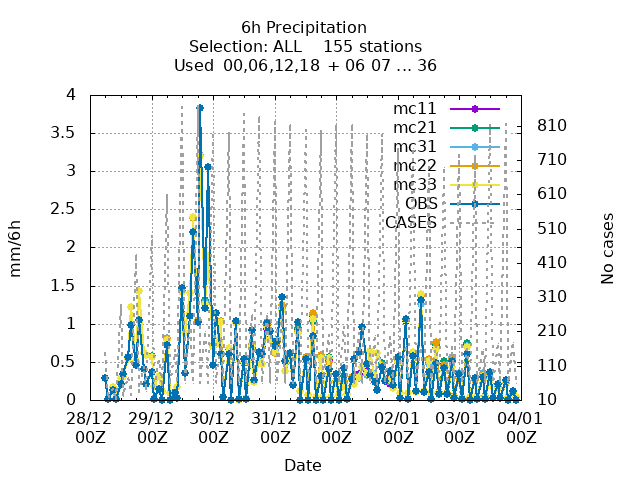 6h Precipitation
Selection: ALL 155 stations
Used 00,06,12,18 + 06 07 ... 36
mm/6h
4
3.5
3
2.5
2
1.5
1
0.5
0
810
710
610
510
410
310
210
110
10
No cases
mc11
mc21
mc31
mc22
mc33
OBS
CASES
28/12 29/12 30/12 31/12 01/01 02/01 03/01 04/01
00Z 00Z 00Z 00Z 00Z 00Z 00Z 00Z
Date